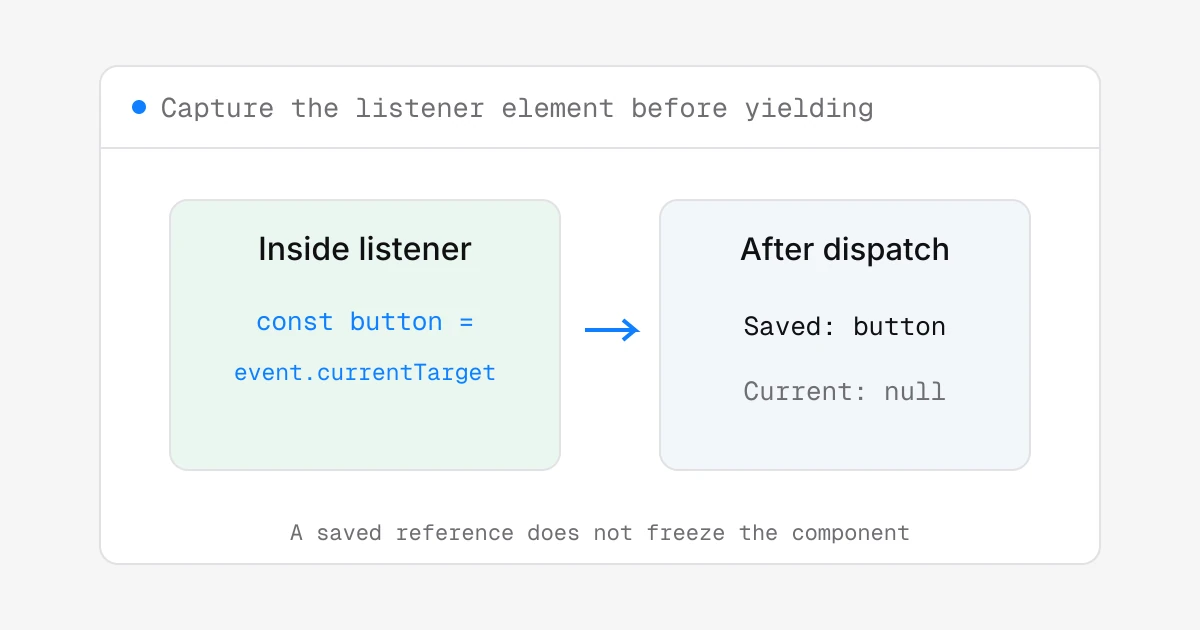 Capture the listener element before yielding
Inside listener
const button =
event.currentTarget
After dispatch
Saved: button
Current: null
A saved reference does not freeze the component